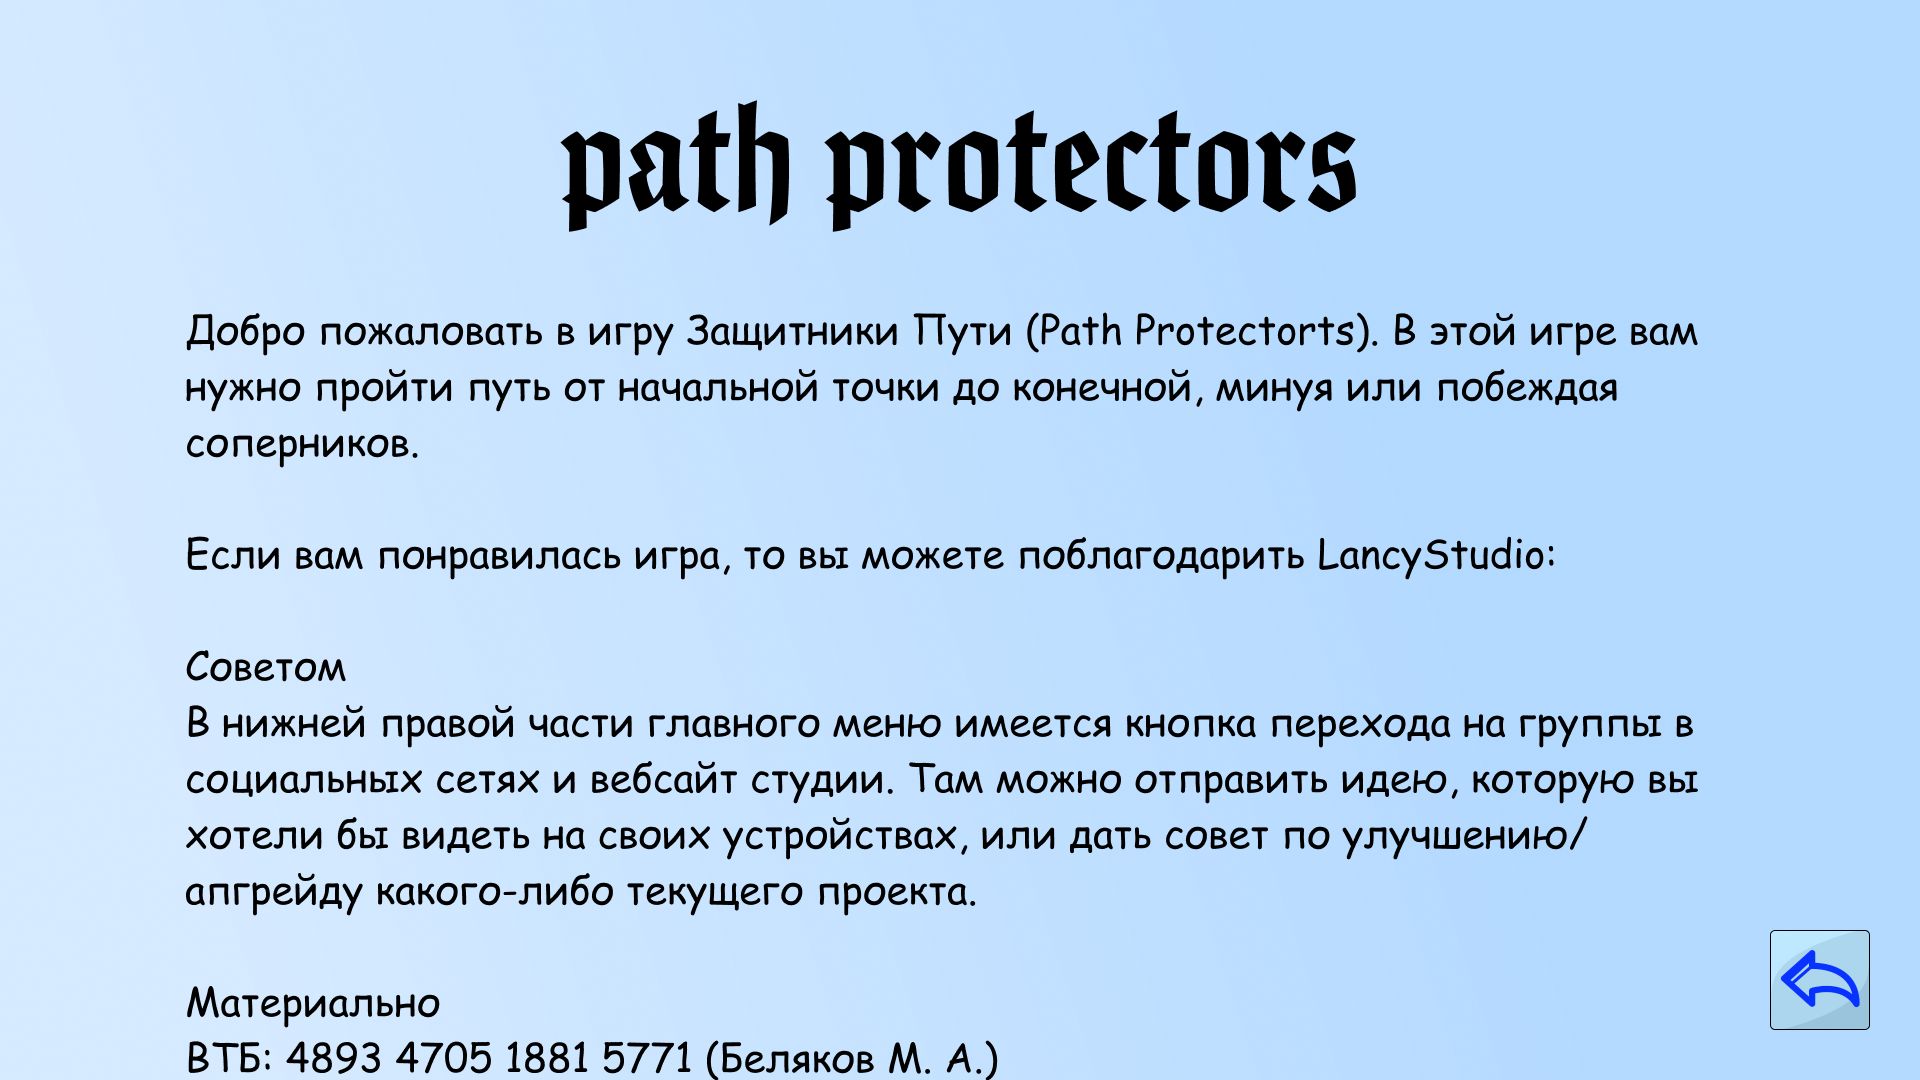 path protectors
Добро пожаловать в игру Защитники Пути (Path Protectorts). В этой игре вам
нужно пройти путь от начальной точки до конечной, минуя или побеждая
соперников.
Если вам понравилась игра, то вы можете поблагодарить LancyStudio:
Советом
В нижней правой части главного меню имеется кнопка перехода на группы в
социальных сетях и вебсайт студии. Там можно отправить идею, которую вы
хотели бы видеть на своих устройствах, или дать совет по улучшению/
апгрейду какого-либо текущего проекта.
Материально
ВТБ: 4893 4705 1881 5771 (Беляков М. А.)